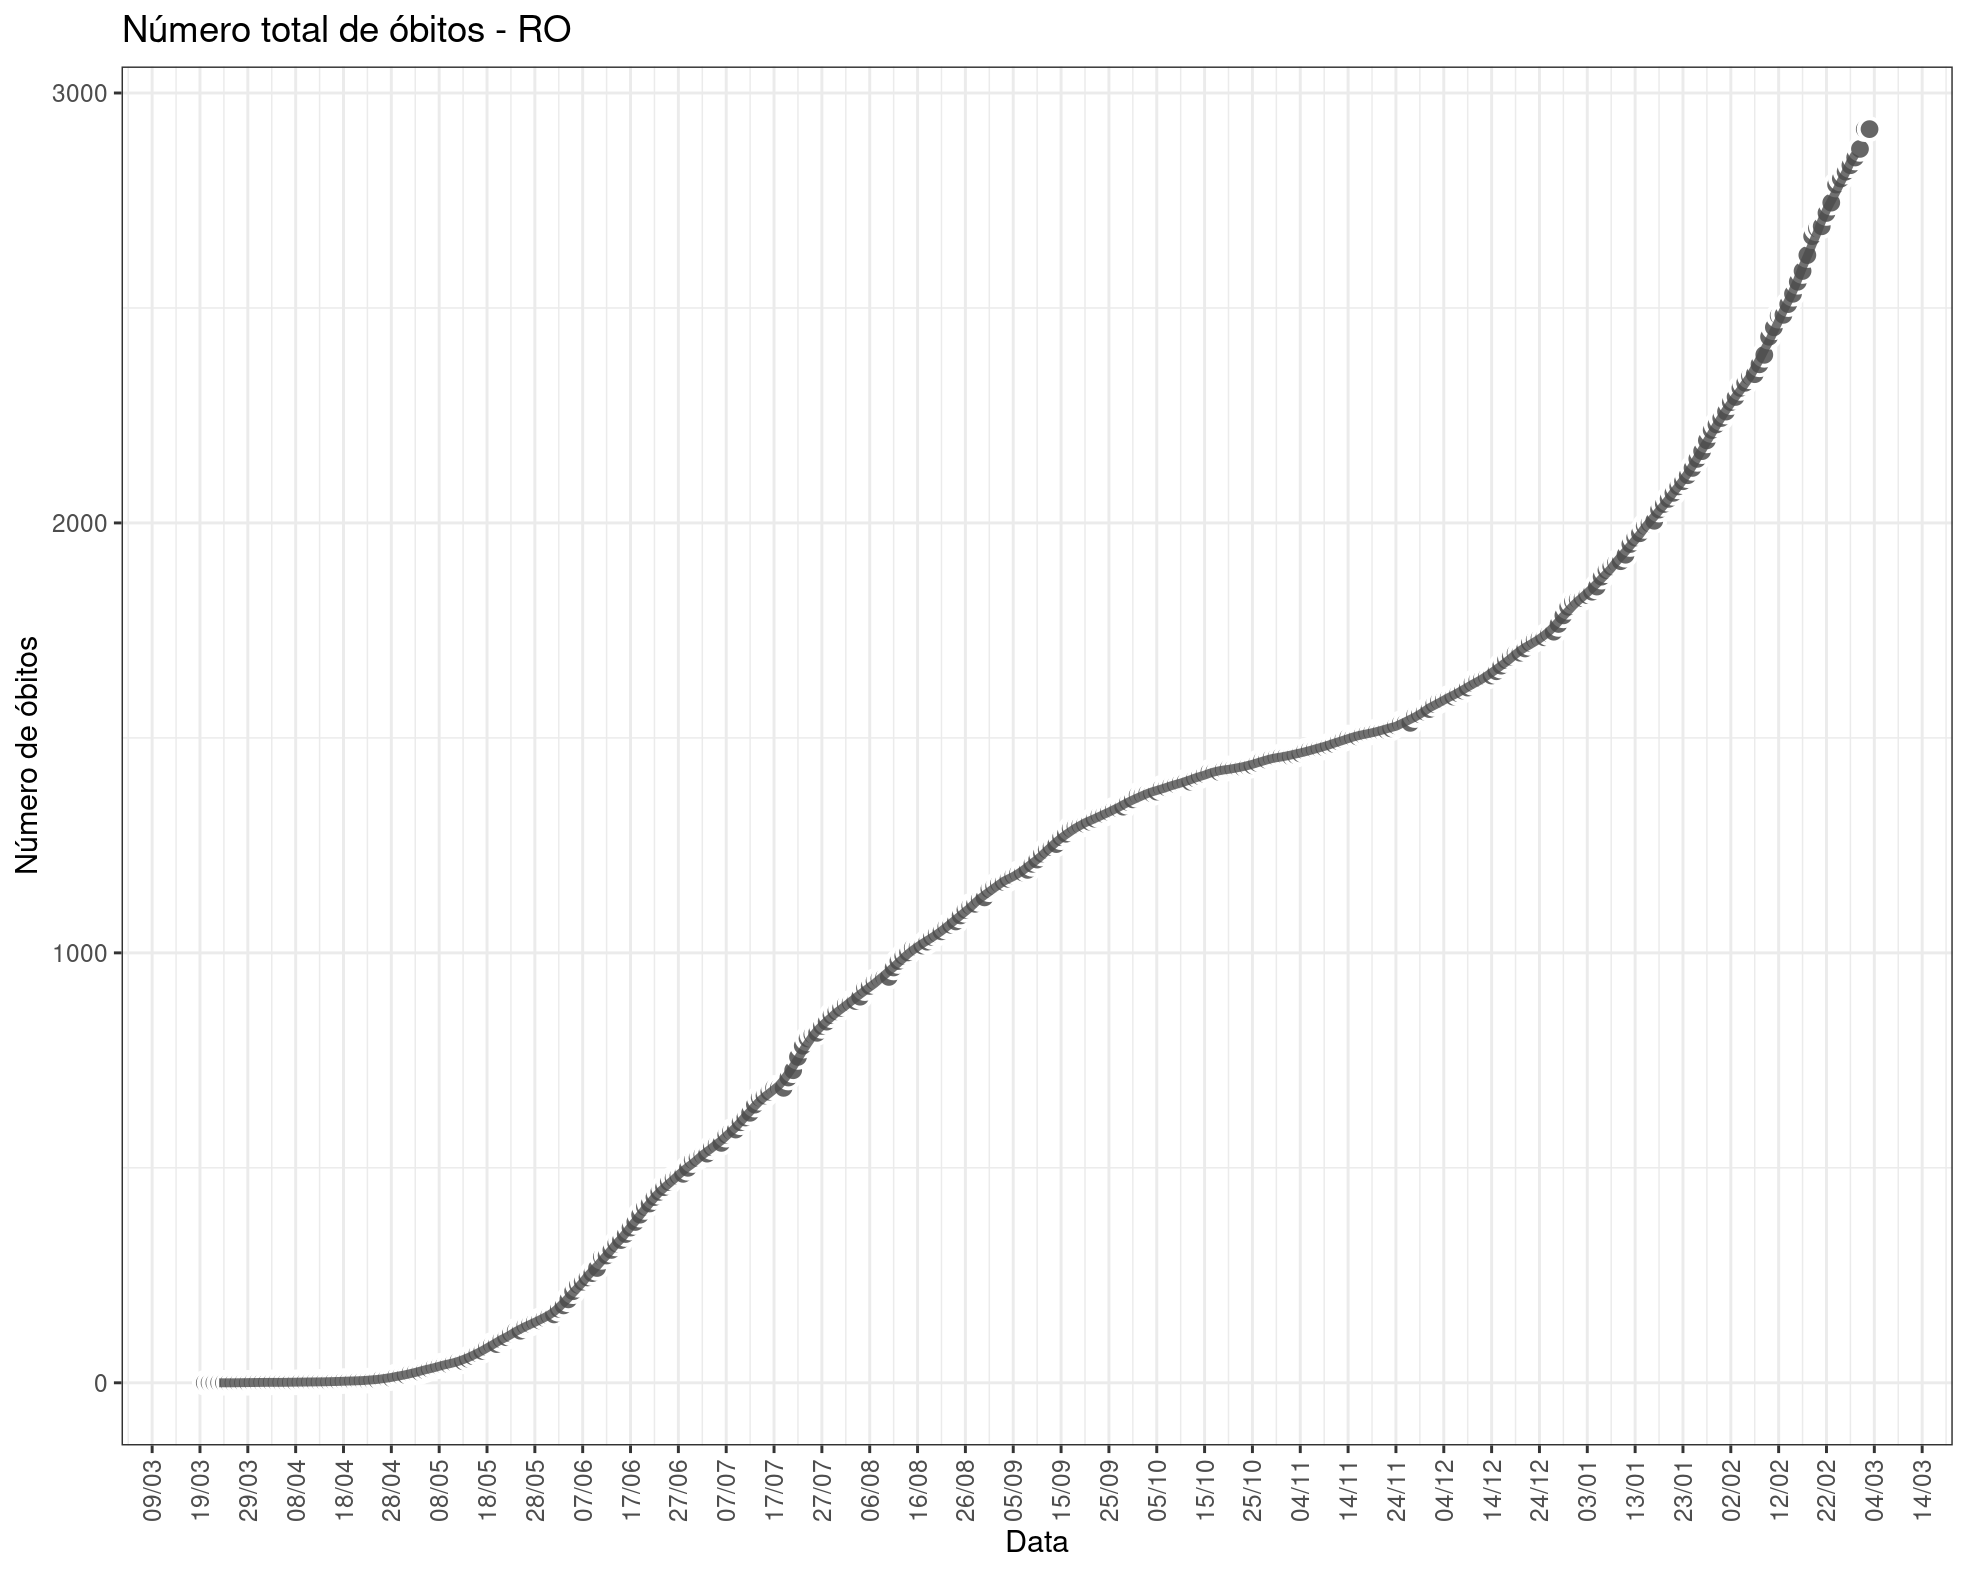 Número total de óbitos - RO
3000
2000
1000
0
Número de óbitos
09/03 19/03 29/03 08/04 18/04 28/04 08/05 18/05 28/05 07/06 17/06 27/06 07/07 17/07 27/07 06/08 16/08 26/08 05/09 15/09 25/09 05/10 15/10 25/10 04/11 14/11 24/11 04/12 14/12 24/12 03/01 13/01 23/01 02/02 12/02 22/02 04/03 14/03
Data